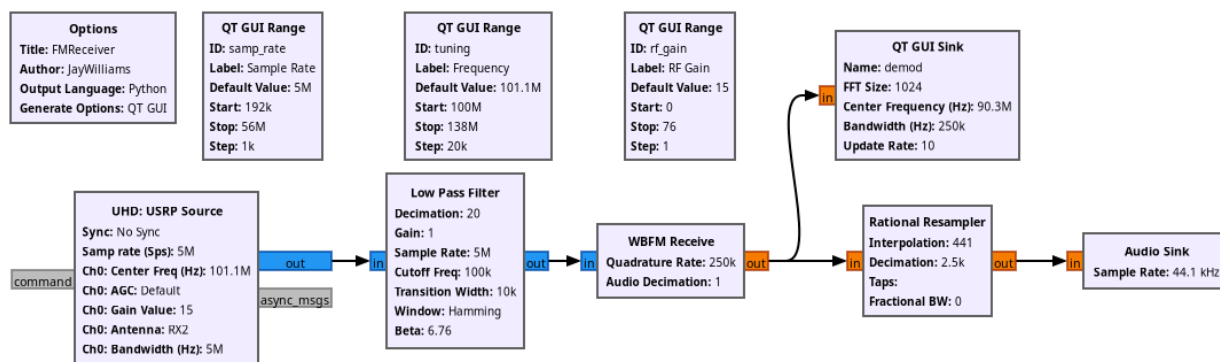 Options
Title: FMReceiver
Author: JayWilliams
Output Language: Python
Generate Options: QT GUI
QT GUI Range
ID: samp_rate
Label: Sample Rate
Default Value: 5M
Start: 192k
Stop: 56M
Step: 1k
QT GUI Range
ID: tuning
Label: Frequency
Default Value: 101.1M
Start: 100M
Stop: 138M
Step: 20k
QT GUI Range
ID: rf_gain
Label: RF Gain
Default Value: 15
Start: 0
Stop: 76
Step: 1
QT GUI Sink
Name: demod
FFT Size: 1024
Center Frequency (Hz): 90.3M
Bandwidth (Hz): 250k
Update Rate: 10
in
UHD: USRP Source
Sync: No Sync
Samp rate (Sps): 5M
Ch0: Center Freq (Hz): 101.1M
Ch0: AGC: Default
Ch0: Gain Value: 15
Ch0: Antenna: RX2
Ch0: Bandwidth (Hz): 5M
command
out
async_msgs
in
Low Pass Filter
Decimation: 20
Gain: 1
Sample Rate: 5M
Cutoff Freq: 100k
Transition Width: 10k
Window: Hamming
Beta: 6.76
out
in
WBFM Receive
Quadrature Rate: 250k
Audio Decimation: 1
out
in
Rational Resampler
Interpolation: 441
Decimation: 2.5k
Taps:
Fractional BW: 0
out
in
Audio Sink
Sample Rate: 44.1 kHz